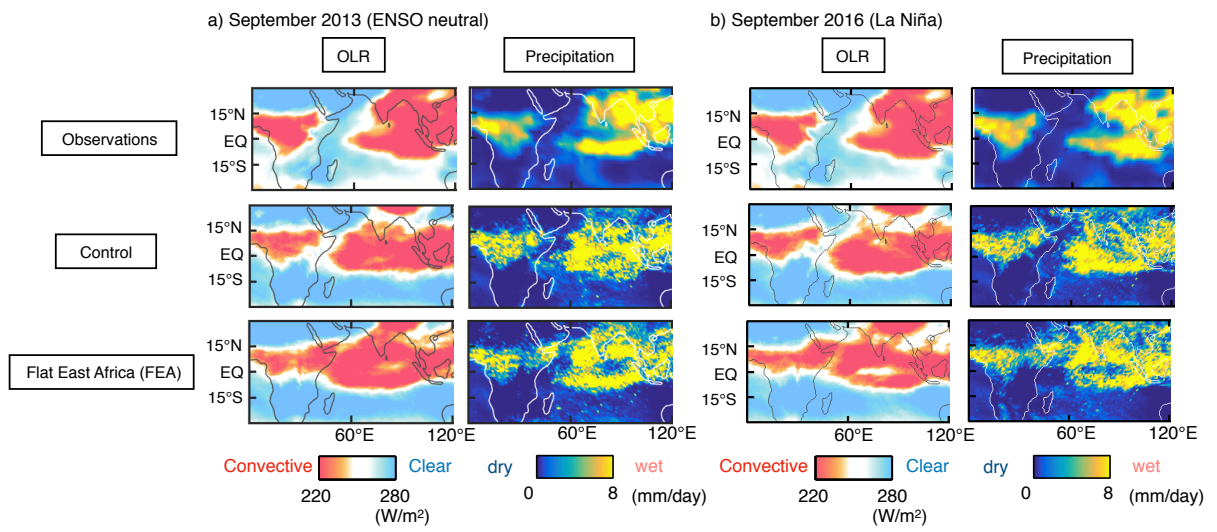 a) September 2013 (ENSO neutral)
b) September 2016 (La Niña)
OLR
Precipitation
OLR
Precipitation
Observations
15°N
EQ
15°S
15°N
EQ
15°S
Control
15°N
EQ
15°S
15°N
EQ
15°S
Flat East Africa (FEA)
15°N
EQ
15°S
15°N
EQ
15°S
60°E
120°E
60°E
120°E
60°E
120°E
60°E
120°E
Convective
Clear
dry
wet
Convective
Clear
dry
wet
220
280
0
8
(mm/day)
220
280
0
8
(mm/day)
(W/m²)
(W/m²)